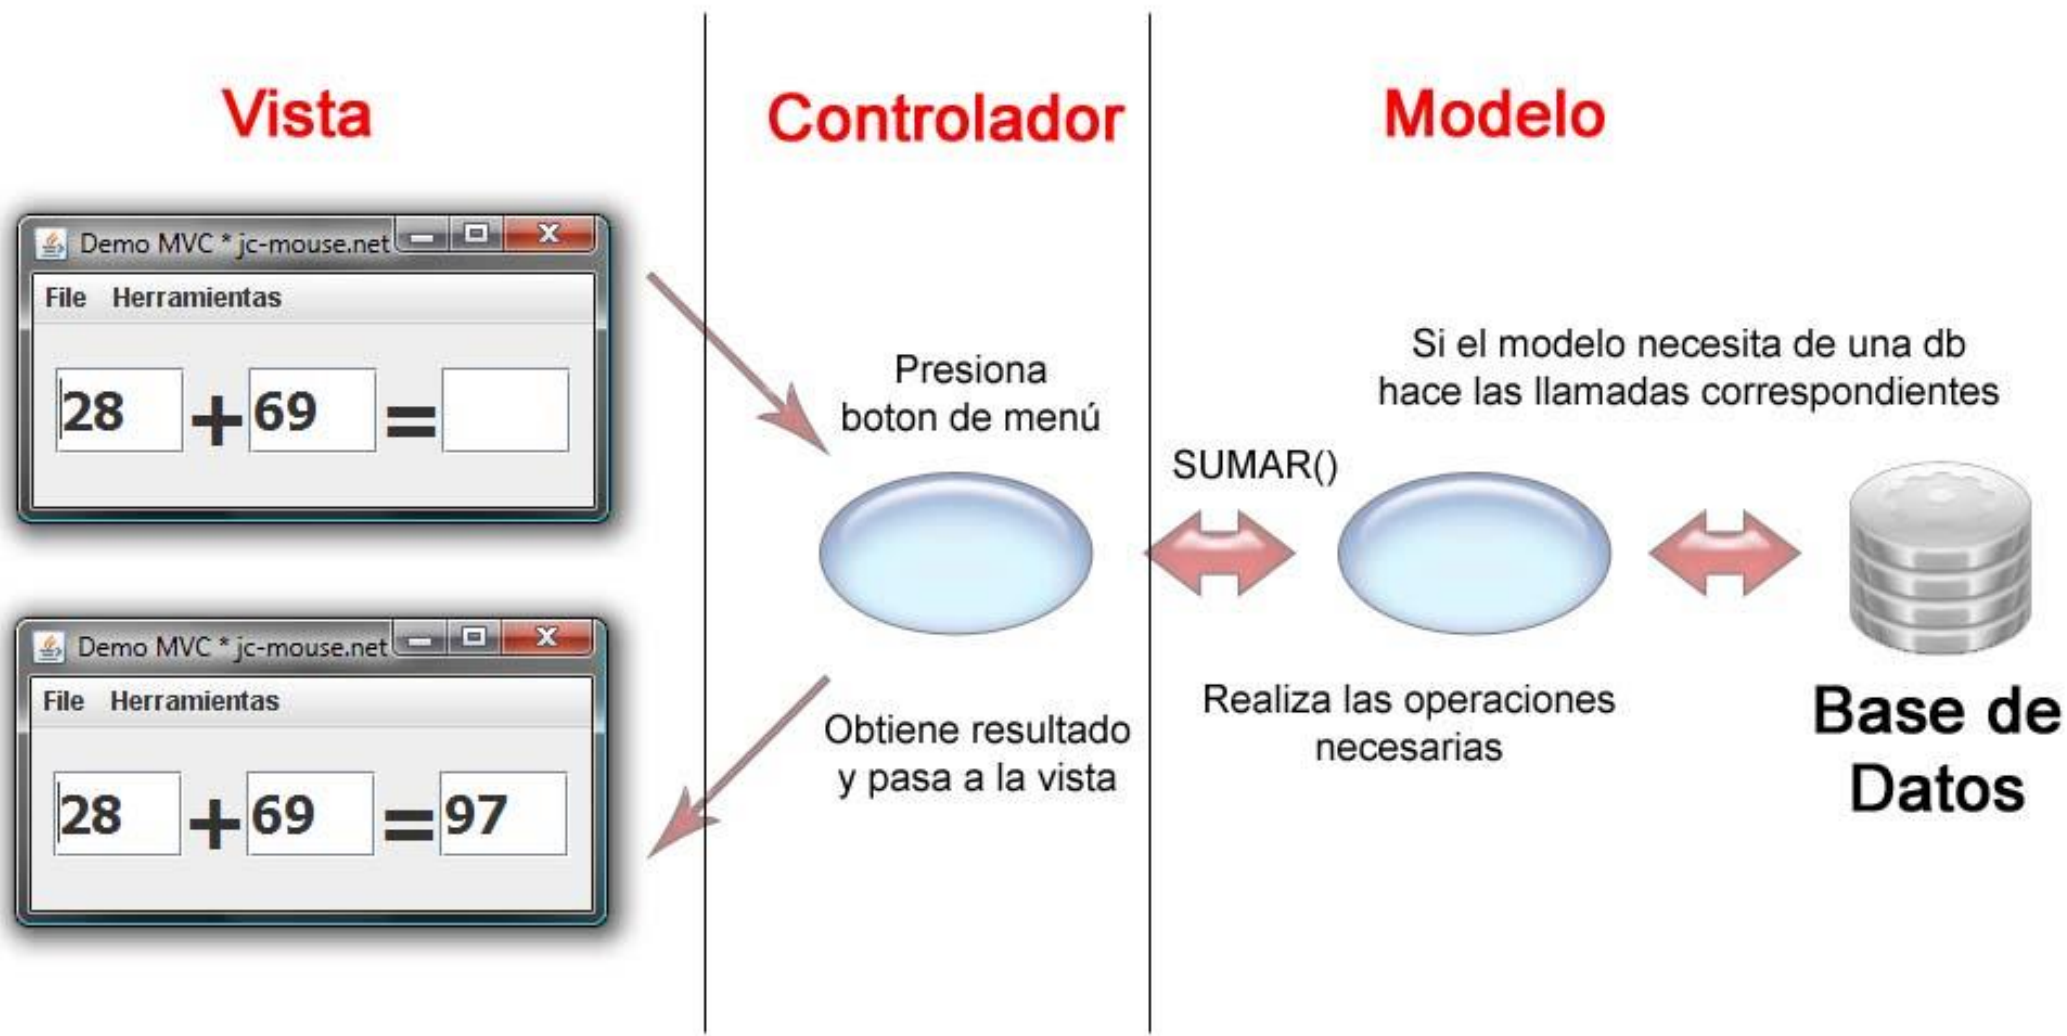 Vista
Demo MVC * jc-mouse.net
File Herramientas
28 + 69 =
Demo MVC * jc-mouse.net
File Herramientas
28 + 69 = 97
Controlador
Presiona
boton de menú
Obtiene resultado
y pasa a la vista
Modelo
Si el modelo necesita de una db
hace las llamadas correspondientes
SUMAR()
Realiza las operaciones
necesarias
Base de
Datos